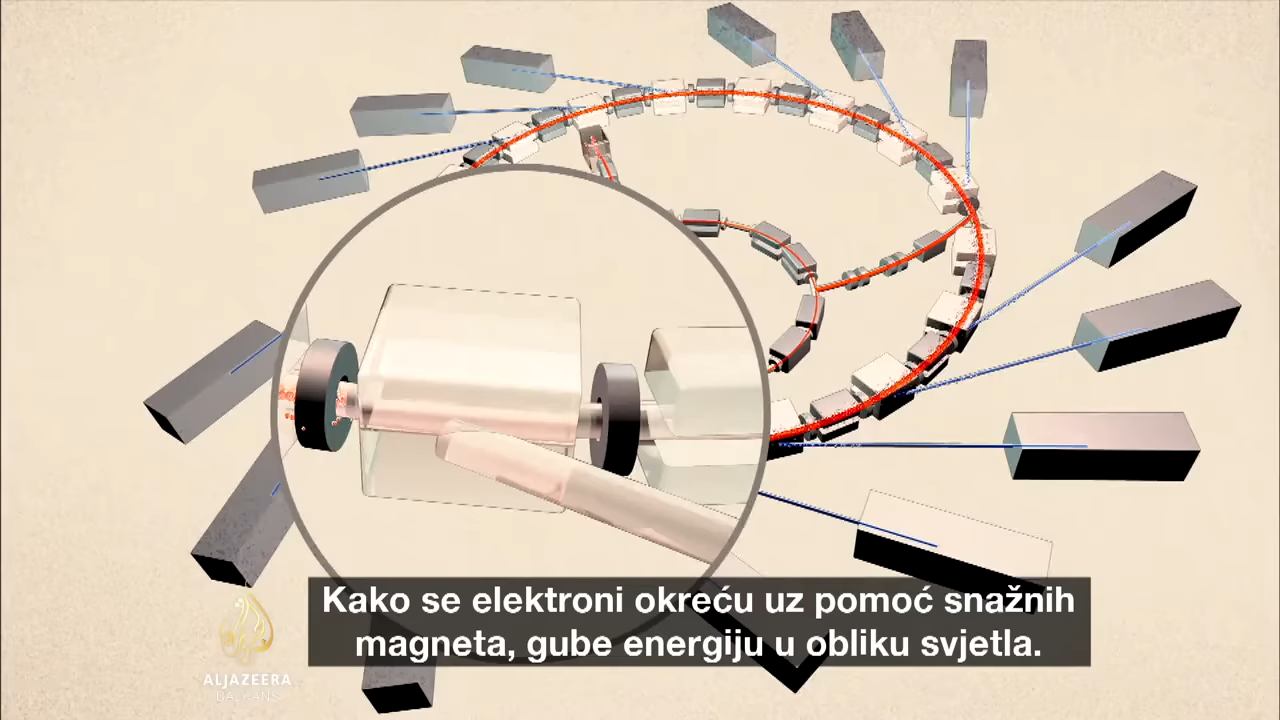 Kako se elektroni okreću uz pomoć snažnih
magneta, gube energiju u obliku svjetla.
ALJAZEERA
BALKANS